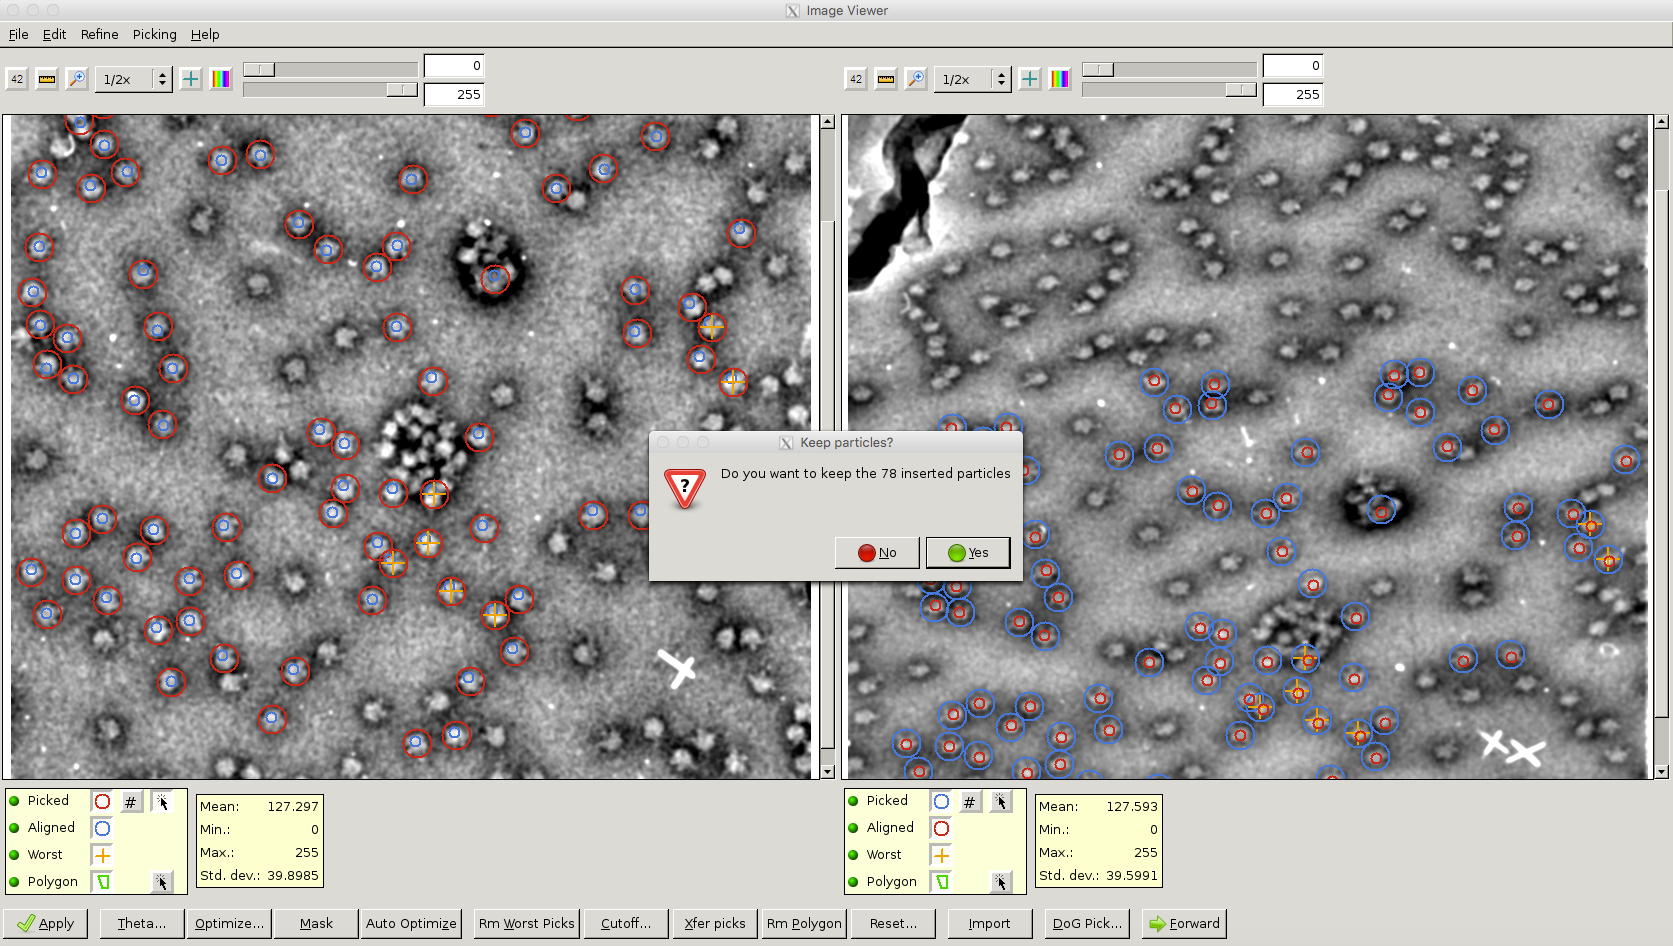 Image Viewer
File Edit Refine Picking Help
42 1/2x 0 255
42 1/2x 0 255
Keep particles?
Do you want to keep the 78 inserted particles
?
No Yes
Picked #
Aligned
Worst
Polygon
Mean: 127.297
Min.: 0
Max.: 255
Std. dev.: 39.8985
Picked #
Aligned
Worst
Polygon
Mean: 127.593
Min.: 0
Max.: 255
Std. dev.: 39.5991
Apply Theta... Optimize... Mask Auto Optimize Rm Worst Picks Cutoff... Xfer picks Rm Polygon Reset... Import DoG Pick... Forward